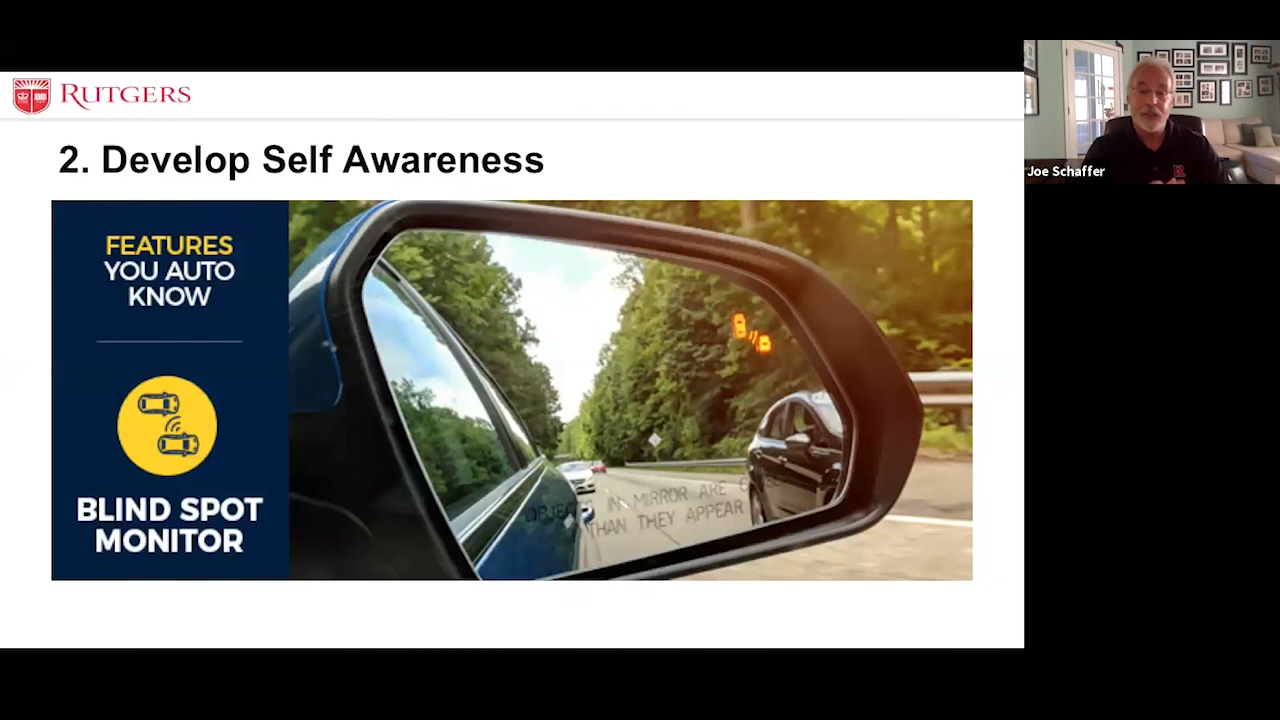 RUTGERS
2. Develop Self Awareness
FEATURES
YOU AUTO
KNOW
BLIND SPOT
MONITOR
OBJECTS IN MIRROR ARE
THAN THEY APPEAR
Joe Schaffer
R